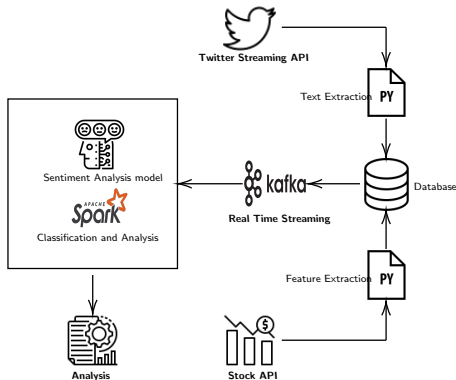 Twitter Streaming API
PY
Text Extraction
Sentiment Analysis model
APACHE
Spark
Classification and Analysis
kafka
Real Time Streaming
Database
Feature Extraction
PY
Analysis
$
Stock API